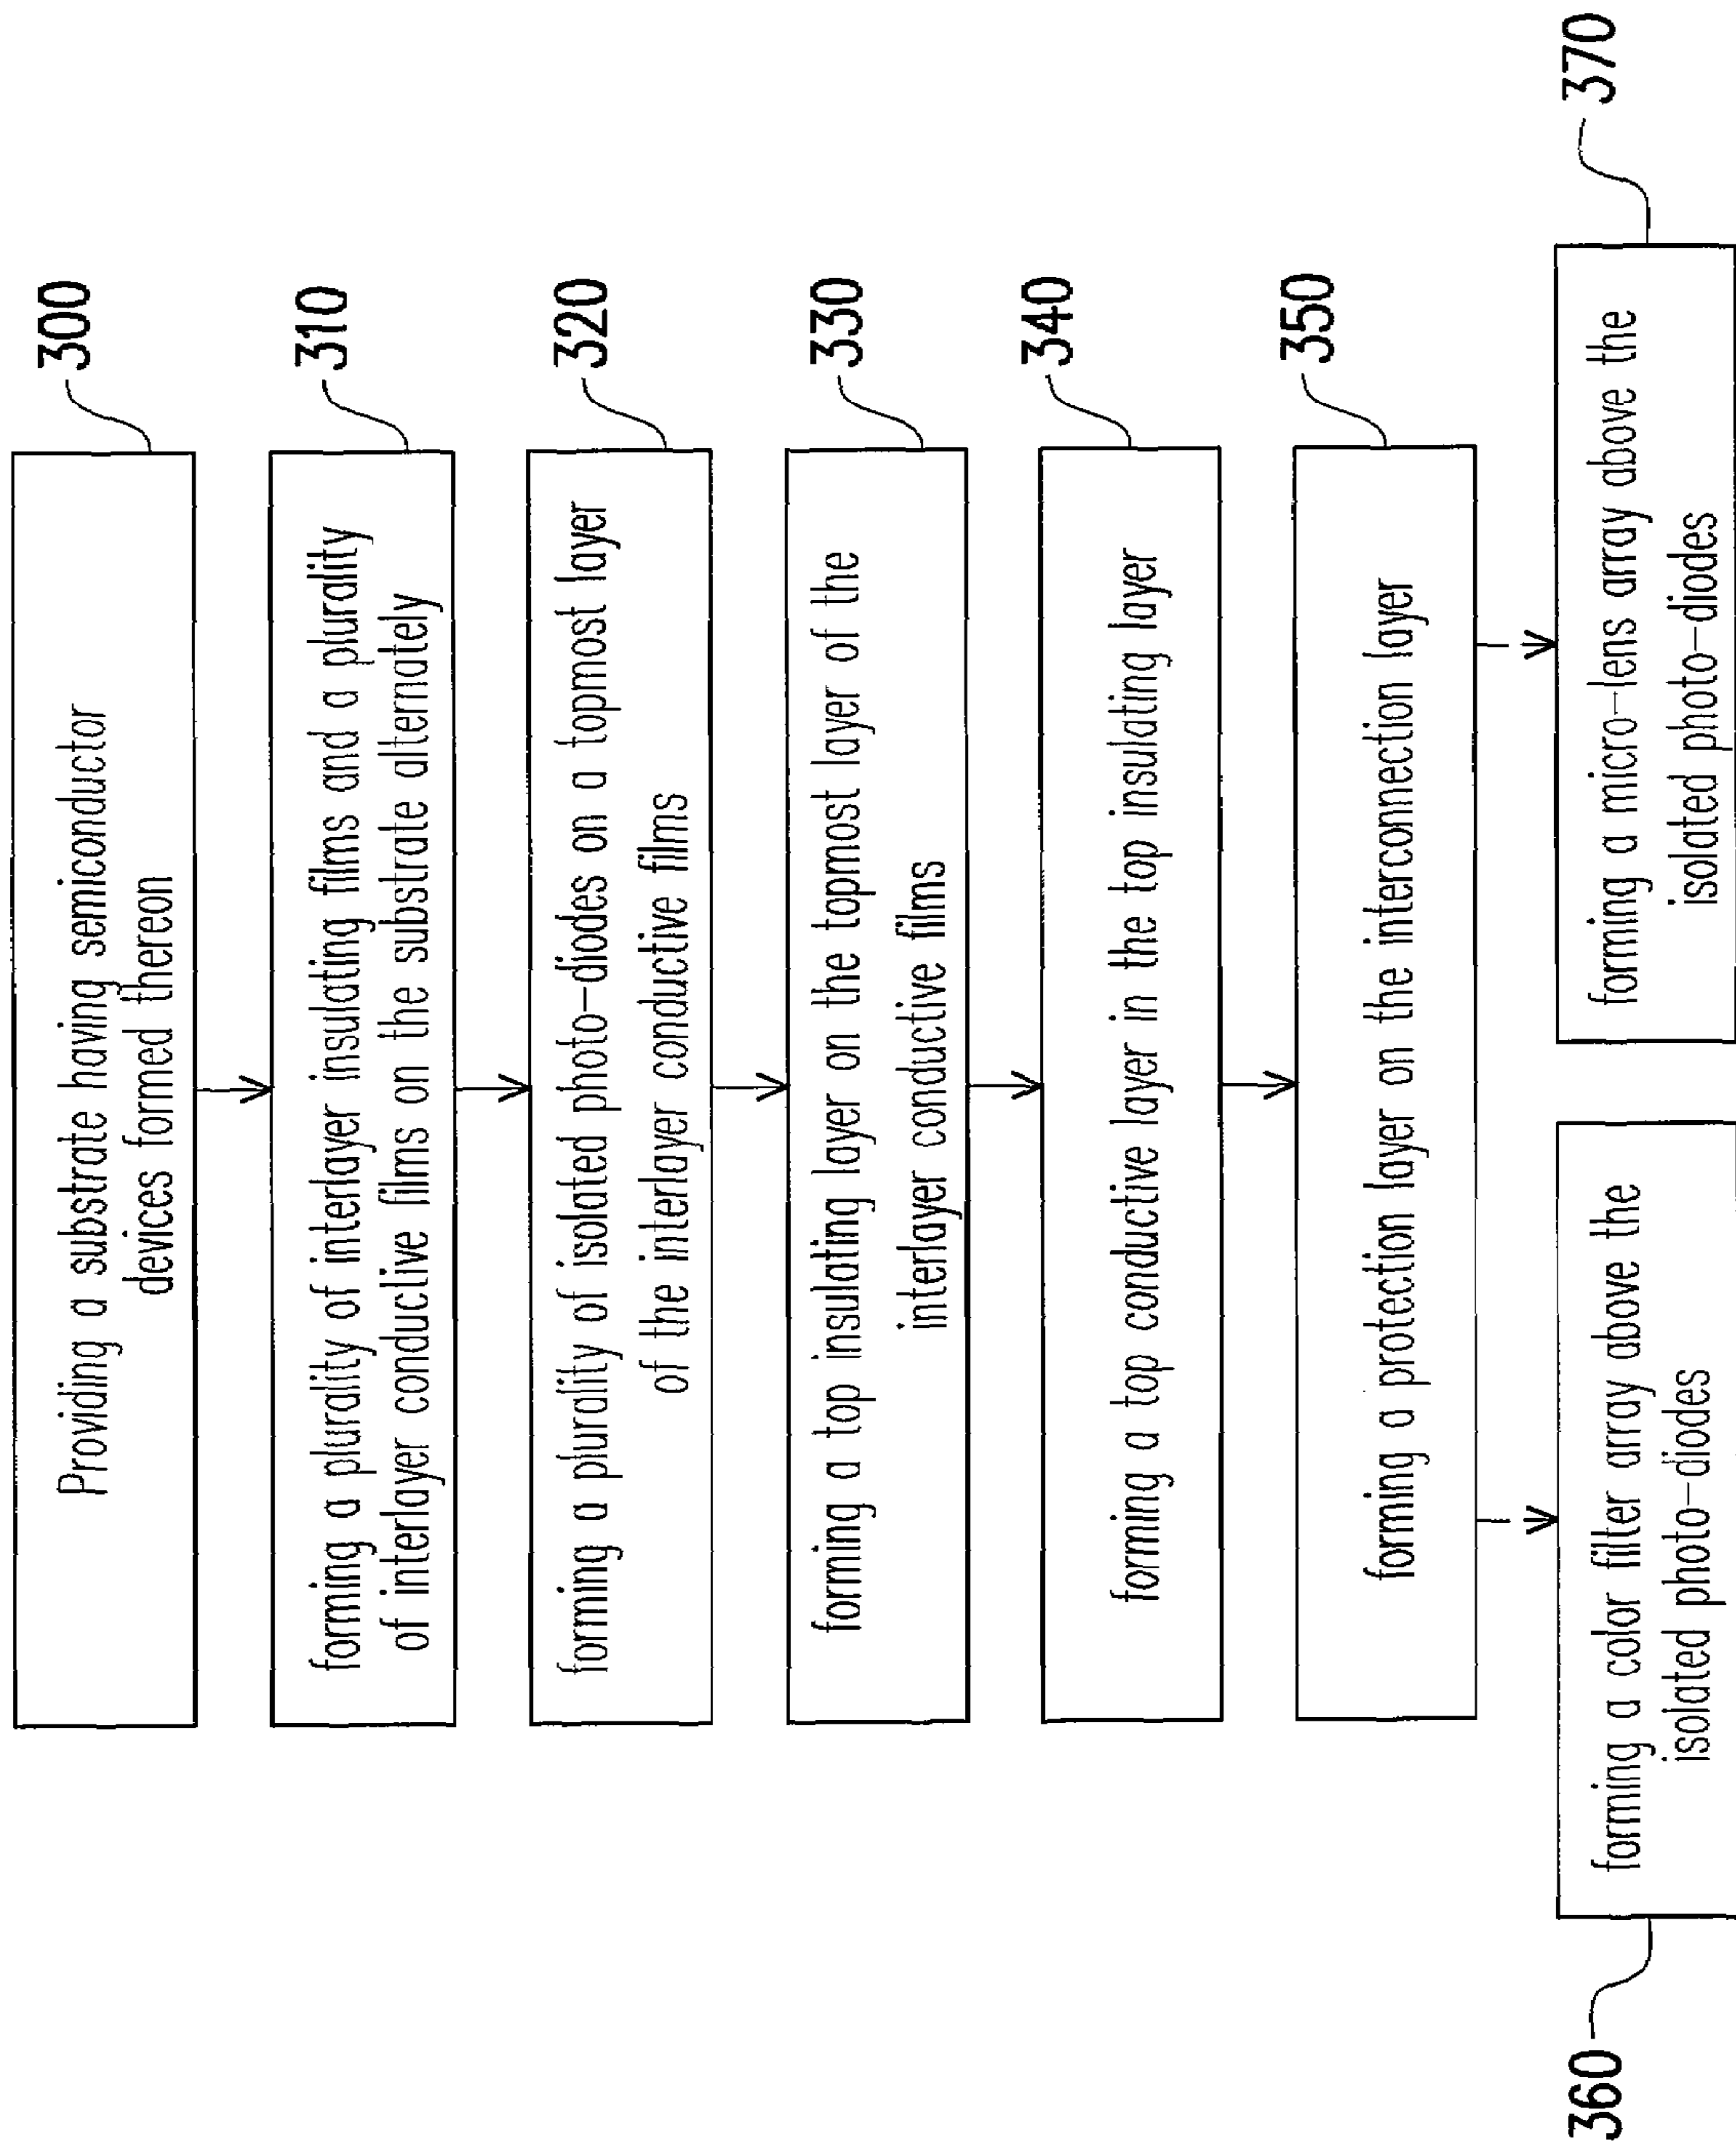 Providing a substrate having semiconductor
devices formed thereon
300
forming a plurality of interlayer insulating films and a plurality
of interlayer conductive films on the substrate alternately
310
forming a plurality of isolated photo-diodes on a topmost layer
of the interlayer conductive films
320
forming a top insulating layer on the topmost layer of the
interlayer conductive films
330
forming a top conductive layer in the top insulating layer
340
forming a protection layer on the interconnection layer
350
360
forming a color filter array above the
isolated photo-diodes
forming a micro-lens array above the
isolated photo-diodes
370